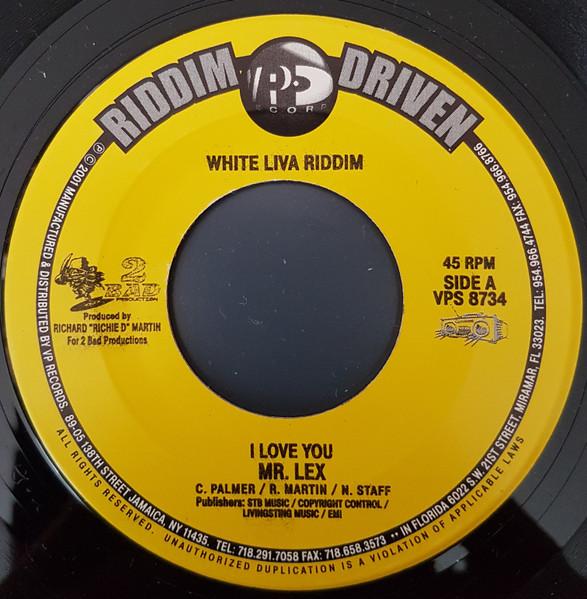 RIDDIM DRIVEN
VP
RECORDS
WHITE LIVA RIDDIM
2
BAD
PRODUCTION
Produced by
RICHARD "RICHIE D" MARTIN
For 2 Bad Productions
45 RPM
SIDE A
VPS 8734
I LOVE YOU
MR. LEX
C. PALMER / R. MARTIN / N. STAFF
Publishers: STB MUSIC / COPYRIGHT CONTROL /
LIVINGSTING MUSIC / EMI
℗ © 2001 MANUFACTURED & DISTRIBUTED BY VP RECORDS. 89-05 138TH STREET JAMAICA, NY 11435. TEL: 718.291.7058 FAX: 718.658.3573 •• IN FLORIDA 6022 S.W. 21ST STREET, MIRAMAR, FL 33023. TEL: 954.966.4744 FAX: 954.966.8766
ALL RIGHTS RESERVED. UNAUTHORIZED DUPLICATION IS A VIOLATION OF APPLICABLE LAWS